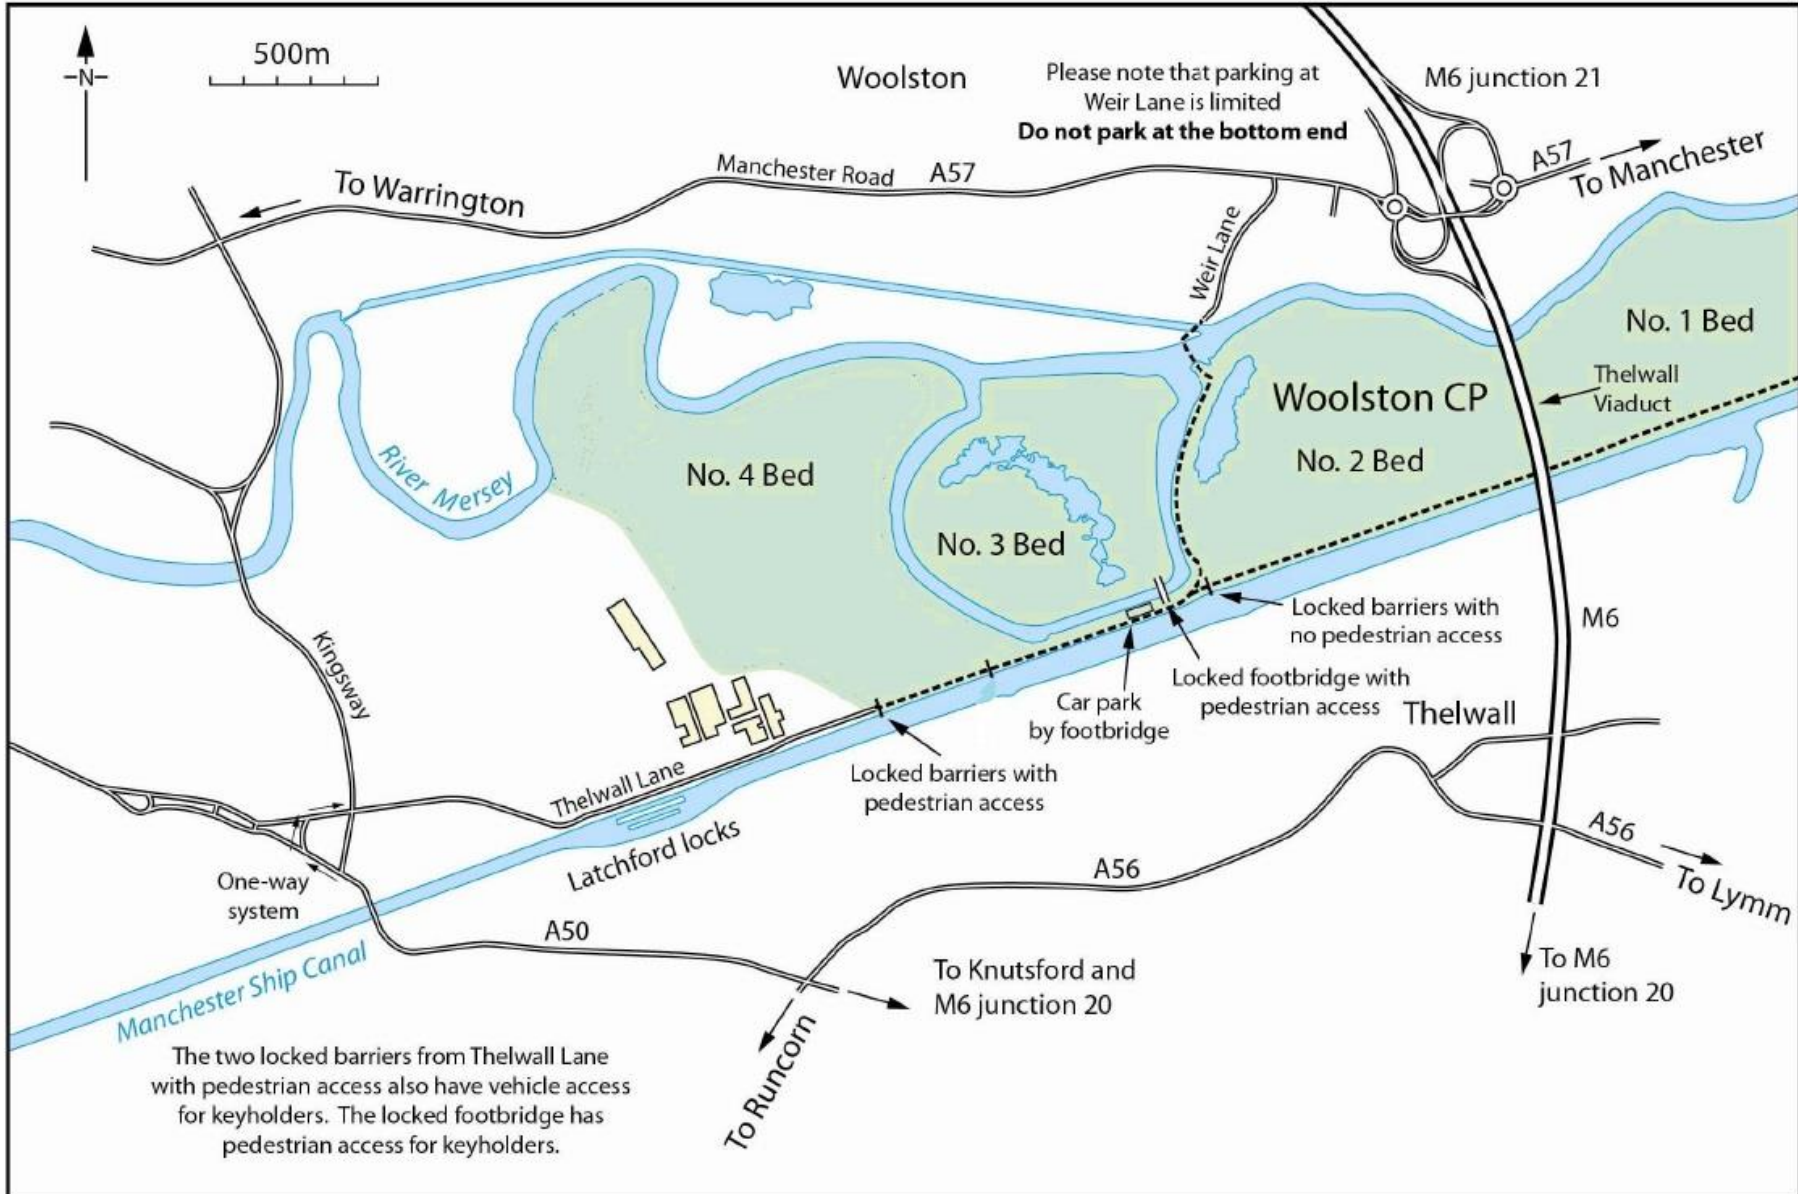 -N-
500m
Woolston
Please note that parking at
Weir Lane is limited
Do not park at the bottom end
M6 junction 21
A57
To Manchester
Manchester Road
A57
To Warrington
Weir Lane
No. 1 Bed
Thelwall
Viaduct
Woolston CP
No. 2 Bed
River Mersey
No. 4 Bed
No. 3 Bed
Locked barriers with
no pedestrian access
M6
Kingsway
Locked footbridge with
pedestrian access
Car park
by footbridge
Thelwall
Locked barriers with
pedestrian access
Thelwall Lane
Latchford locks
A56
A56
To Lymm
One-way
system
A50
Manchester Ship Canal
To Knutsford and
M6 junction 20
To M6
junction 20
To Runcorn
The two locked barriers from Thelwall Lane
with pedestrian access also have vehicle access
for keyholders. The locked footbridge has
pedestrian access for keyholders.